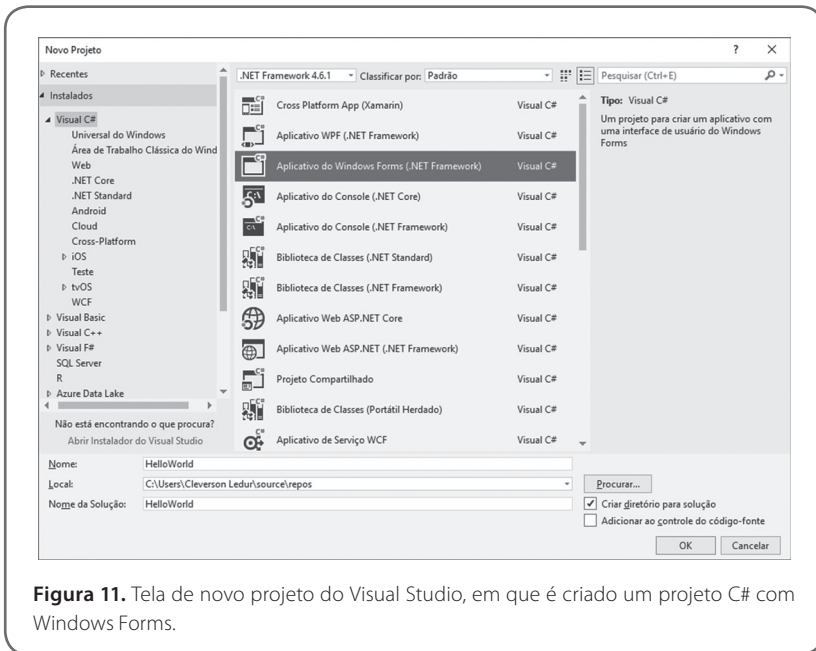 Novo Projeto
? ×
Recentes
Instalados
Visual C#
Universal do Windows
Área de Trabalho Clássica do Wind
Web
.NET Core
.NET Standard
Android
Cloud
Cross-Platform
iOS
Teste
tvOS
WCF
Visual Basic
Visual C++
Visual F#
SQL Server
R
Azure Data Lake
Não está encontrando o que procura?
Abrir Instalador do Visual Studio
.NET Framework 4.6.1 Classificar por: Padrão
Cross Platform App (Xamarin) Visual C#
Aplicativo WPF (.NET Framework) Visual C#
Aplicativo do Windows Forms (.NET Framework) Visual C#
Aplicativo do Console (.NET Core) Visual C#
Aplicativo do Console (.NET Framework) Visual C#
Biblioteca de Classes (.NET Standard) Visual C#
Biblioteca de Classes (.NET Framework) Visual C#
Aplicativo Web ASP.NET Core Visual C#
Aplicativo Web ASP.NET (.NET Framework) Visual C#
Projeto Compartilhado Visual C#
Biblioteca de Classes (Portátil Herdado) Visual C#
Aplicativo de Serviço WCF Visual C#
Pesquisar (Ctrl+E)
Tipo: Visual C#
Um projeto para criar um aplicativo com
uma interface de usuário do Windows
Forms
Nome: HelloWorld
Local: C:\Users\Cleverson Ledur\source\repos
Nome da Solução: HelloWorld
Procurar...
Criar diretório para solução
Adicionar ao controle do código-fonte
OK Cancelar
Figura 11. Tela de novo projeto do Visual Studio, em que é criado um projeto C# com
Windows Forms.